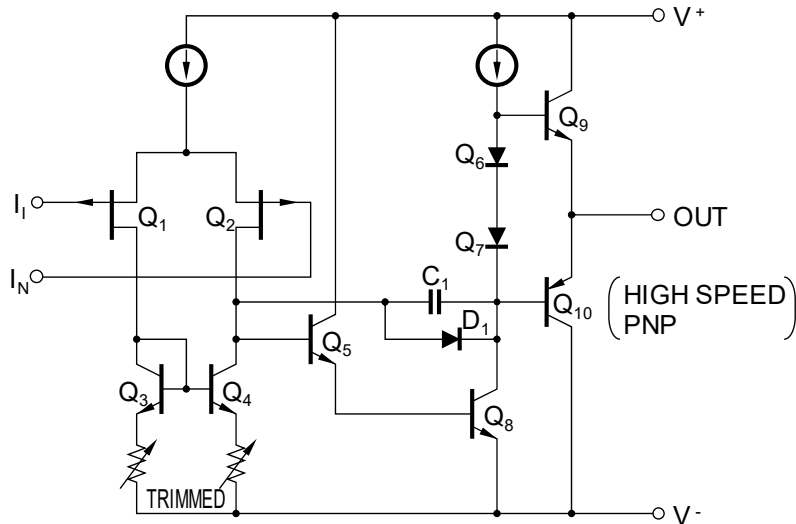 V+
Q9
Q6
II
Q1
Q2
OUT
Q7
IN
C1
Q10
HIGH SPEED
PNP
D1
Q5
Q3
Q4
Q8
TRIMMED
V-